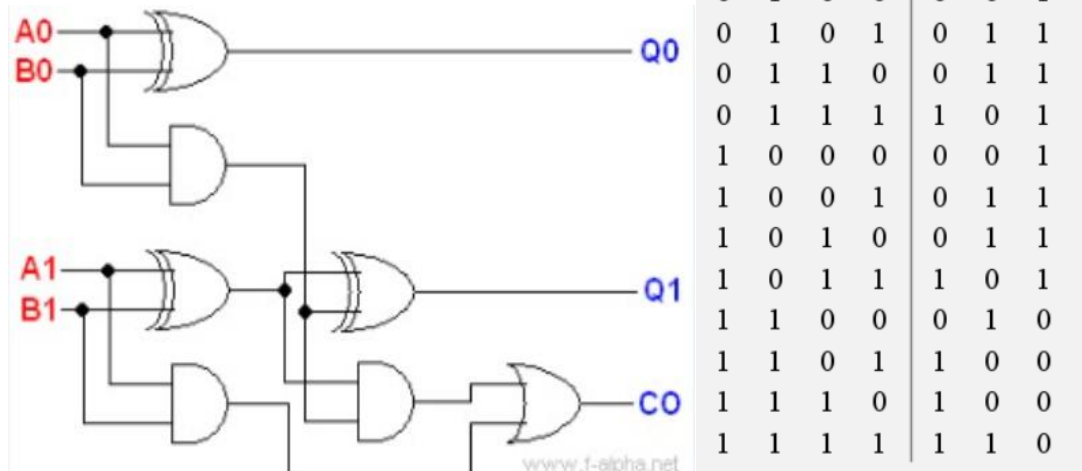 A0
B0
Q0
A1
B1
Q1
CO
www.f-alpha.net
0 1 0 1 0 1 1
0 1 1 0 0 1 1
0 1 1 1 1 0 1
1 0 0 0 0 0 1
1 0 0 1 0 1 1
1 0 1 0 0 1 1
1 0 1 1 1 0 1
1 1 0 0 0 1 0
1 1 0 1 1 0 0
1 1 1 0 1 0 0
1 1 1 1 1 1 0